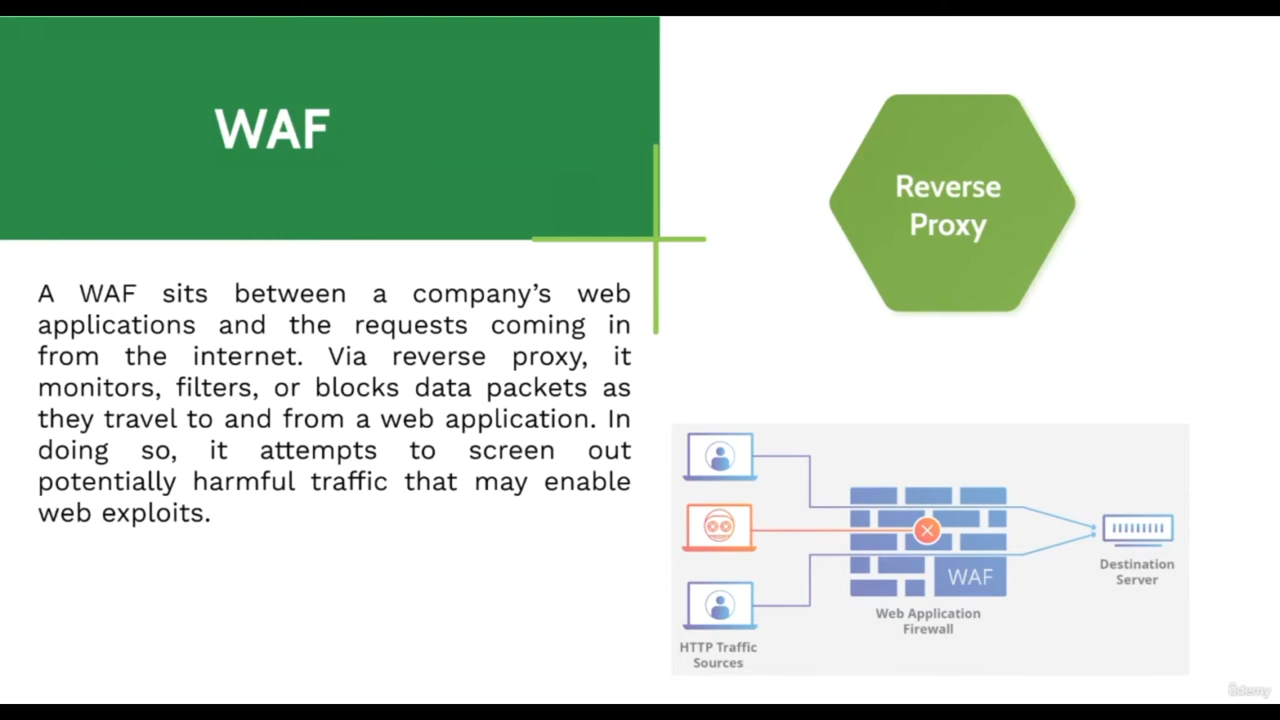 WAF
A WAF sits between a company's web
applications and the requests coming in
from the internet. Via reverse proxy, it
monitors, filters, or blocks data packets as
they travel to and from a web application. In
doing so, it attempts to screen out
potentially harmful traffic that may enable
web exploits.
Reverse
Proxy
HTTP Traffic
Sources
WAF
Web Application
Firewall
Destination
Server
ûdemy